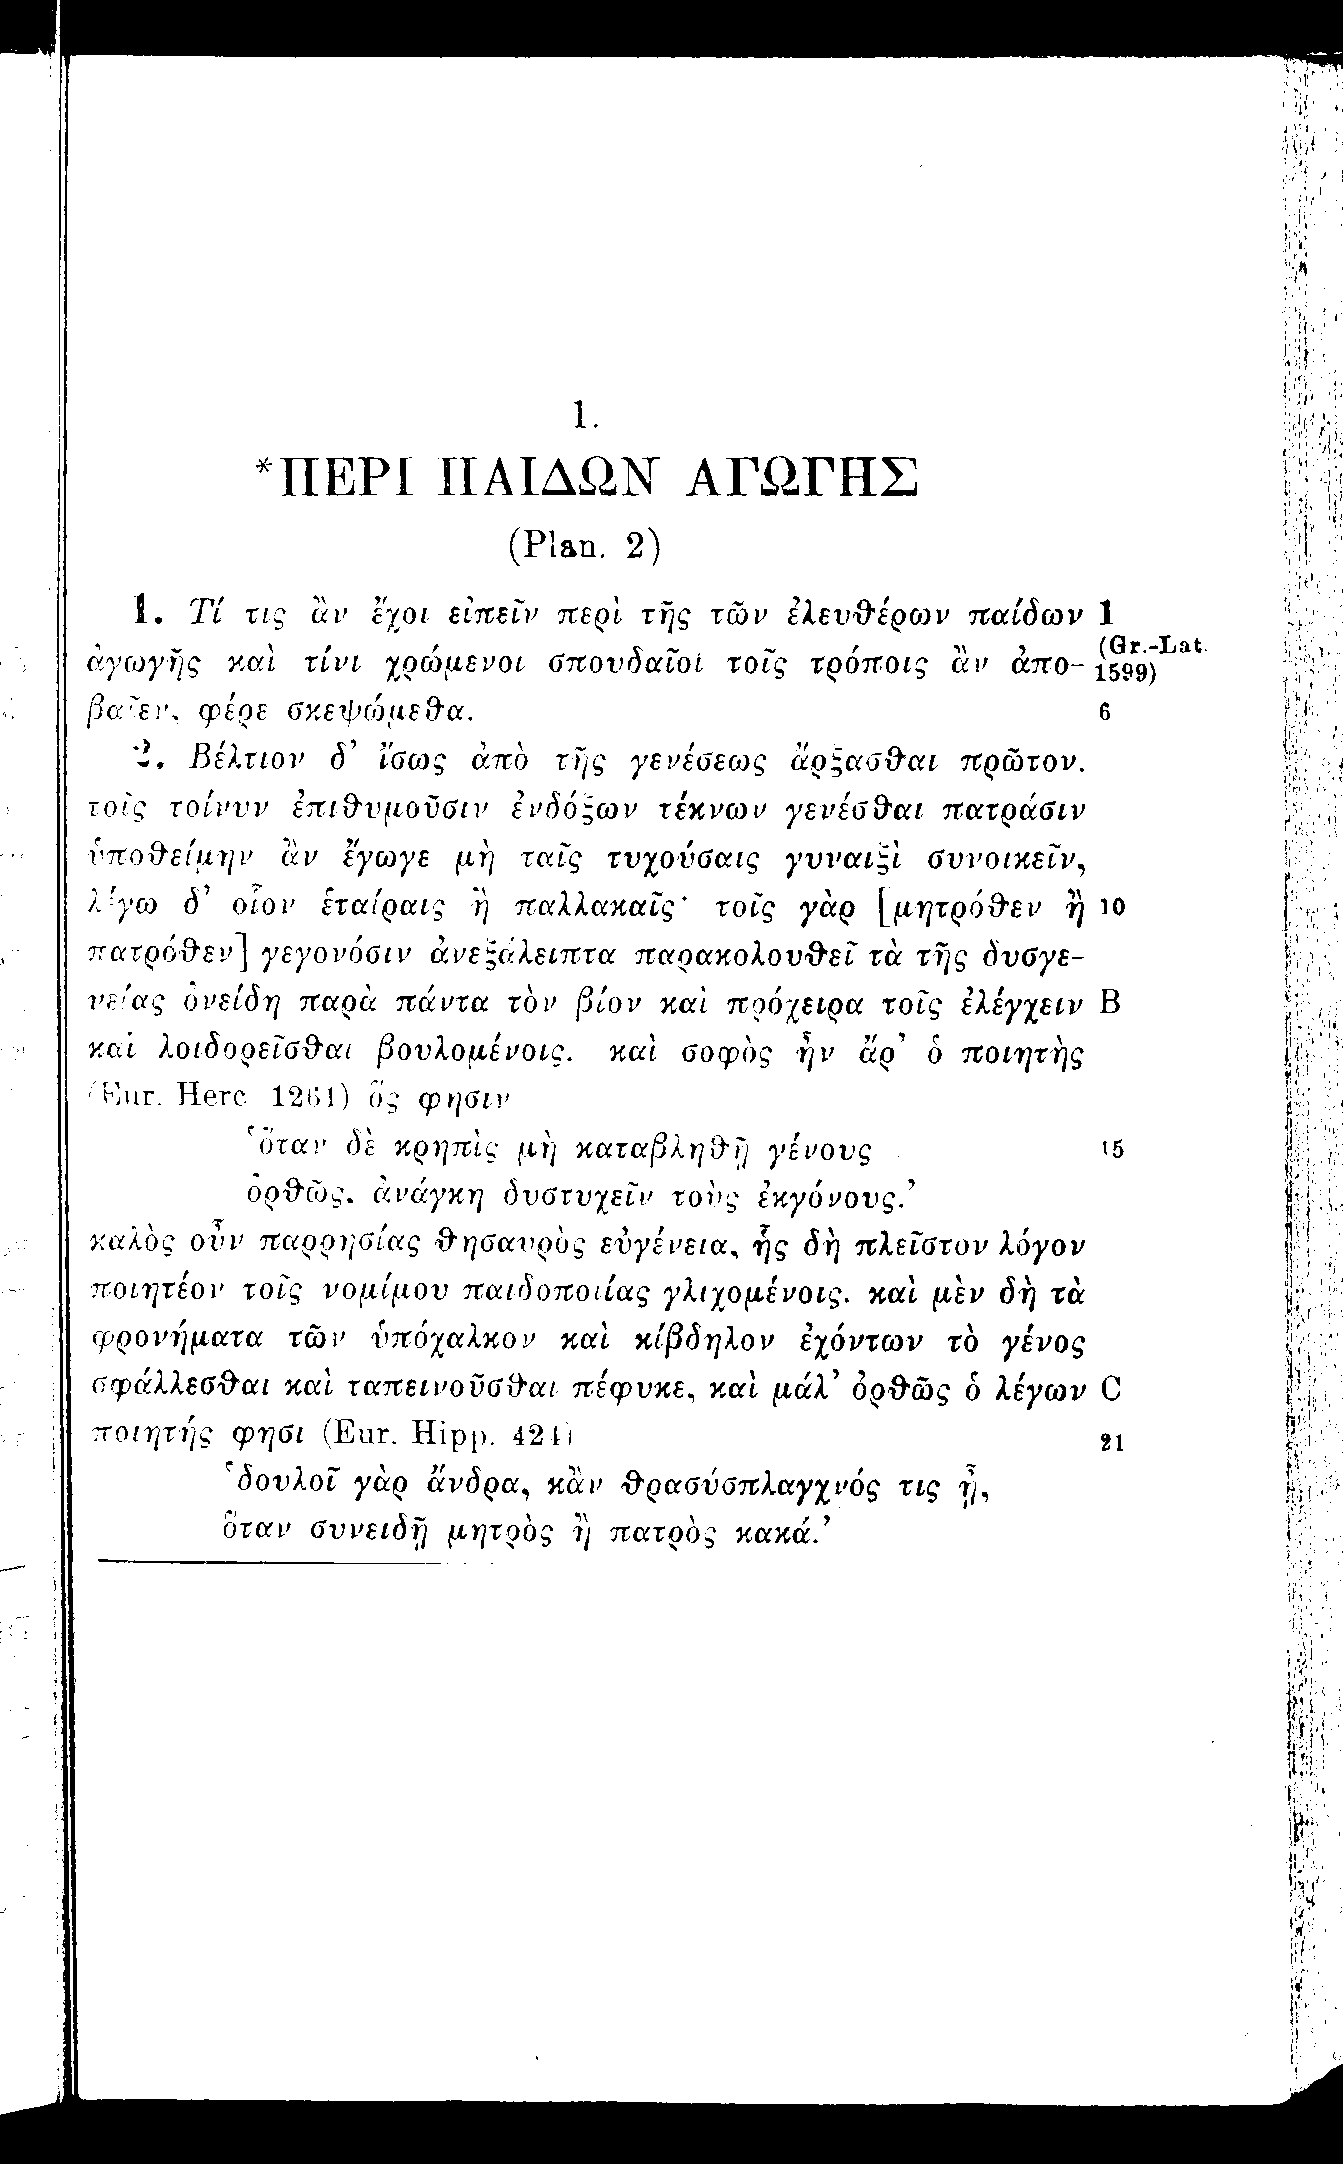 1.
*ΠΕΡΙ ΠΑΙΔΩΝ ΑΓΩΓΗΣ
(Plan. 2)
1. Τί τις ἂν ἔχοι εἰπεῖν περὶ τῆς τῶν ἐλευθέρων παίδων 1
ἀγωγῆς καὶ τίνι χρώμενοι σπουδαῖοι τοῖς τρόποις ἂν ἀπο- (Gr.-Lat. 1599)
βαῖεν, φέρε σκεψώμεθα. 6
2. Βέλτιον δ’ ἴσως ἀπὸ τῆς γενέσεως ἄρξασθαι πρῶτον.
τοῖς τοίνυν ἐπιθυμοῦσιν ἐνδόξων τέκνων γενέσθαι πατράσιν
ὑποθείμην ἂν ἔγωγε μὴ ταῖς τυχούσαις γυναιξὶ συνοικεῖν,
λέγω δ’ οἷον ἑταίραις ἢ παλλακαῖς· τοῖς γὰρ [μητρόθεν ἢ 10
πατρόθεν] γεγονόσιν ἀνεξάλειπτα παρακολουθεῖ τὰ τῆς δυσγε-
νείας ὀνείδη παρὰ πάντα τὸν βίον καὶ πρόχειρα τοῖς ἐλέγχειν B
καὶ λοιδορεῖσθαι βουλομένοις. καὶ σοφὸς ἦν ἄρ’ ὁ ποιητὴς
(Eur. Herc 1261) ὅς φησιν
‘ὅταν δὲ κρηπὶς μὴ καταβληθῇ γένους 15
ὀρθῶς, ἀνάγκη δυστυχεῖν τοὺς ἐκγόνους.’
καλὸς οὖν παρρησίας θησαυρὸς εὐγένεια, ἧς δὴ πλεῖστον λόγον
ποιητέον τοῖς νομίμου παιδοποιίας γλιχομένοις. καὶ μὲν δὴ τὰ
φρονήματα τῶν ὑπόχαλκον καὶ κίβδηλον ἐχόντων τὸ γένος
σφάλλεσθαι καὶ ταπεινοῦσθαι πέφυκε, καὶ μάλ’ ὀρθῶς ὁ λέγων C
ποιητής φησι (Eur. Hipp. 424) 21
‘δουλοῖ γὰρ ἄνδρα, κἂν θρασύσπλαγχνός τις ᾖ,
ὅταν συνειδῇ μητρὸς ἢ πατρὸς κακά.’